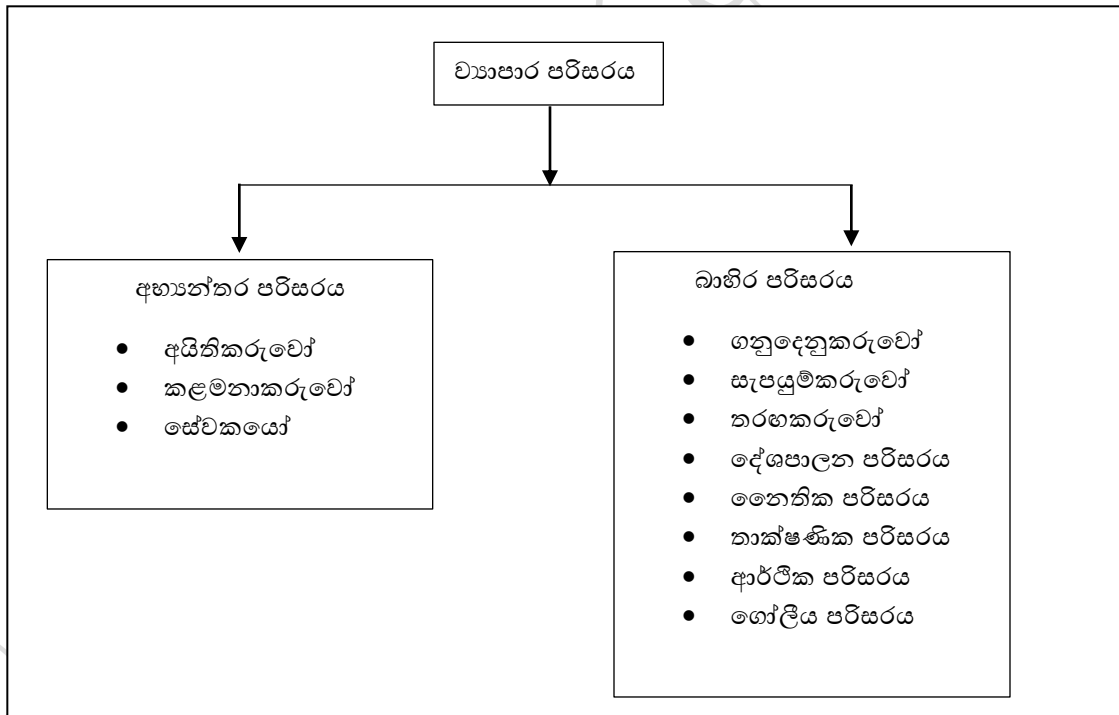 ව්‍යාපාර පරිසරය
අභ්‍යන්තර පරිසරය
• අයිතිකරුවෝ
• කළමනාකරුවෝ
• සේවකයෝ
බාහිර පරිසරය
• ගනුදෙනුකරුවෝ
• සැපයුම්කරුවෝ
• තරඟකරුවෝ
• දේශපාලන පරිසරය
• නෛතික පරිසරය
• තාක්ෂණික පරිසරය
• ආර්ථික පරිසරය
• ගෝලීය පරිසරය